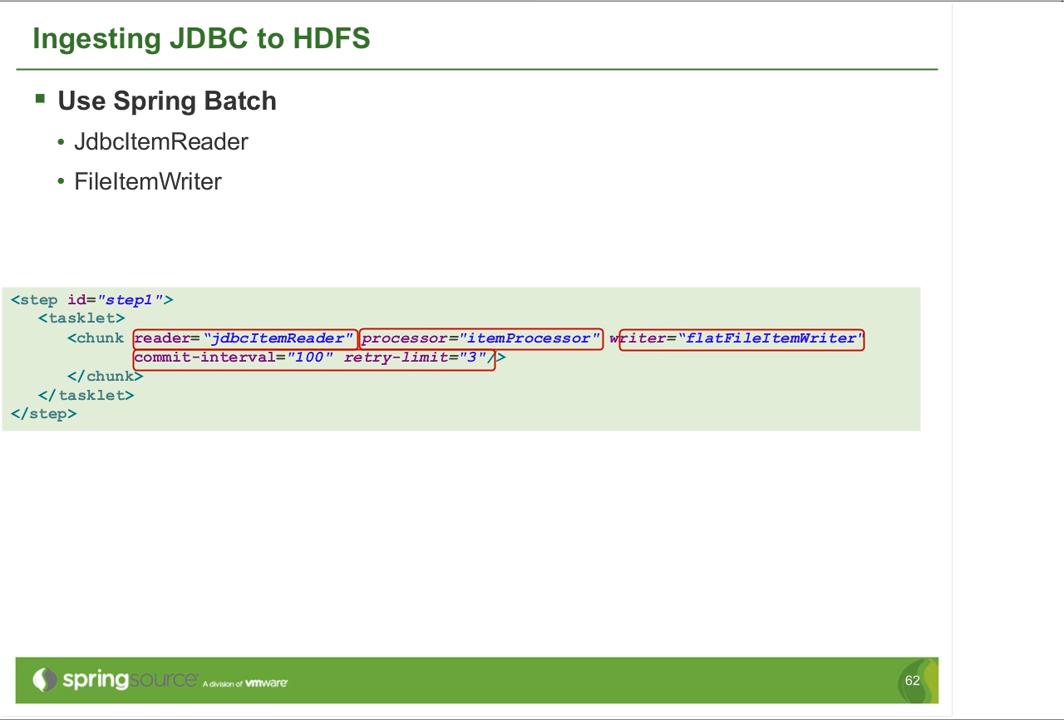 Ingesting JDBC to HDFS
▪ Use Spring Batch
• JdbcItemReader
• FileItemWriter
<step id="step1">
<tasklet>
<chunk reader=“jdbcItemReader" processor="itemProcessor" writer=“flatFileItemWriter"
commit-interval="100" retry-limit="3"/>
</chunk>
</tasklet>
</step>
springsource A division of vmware
62